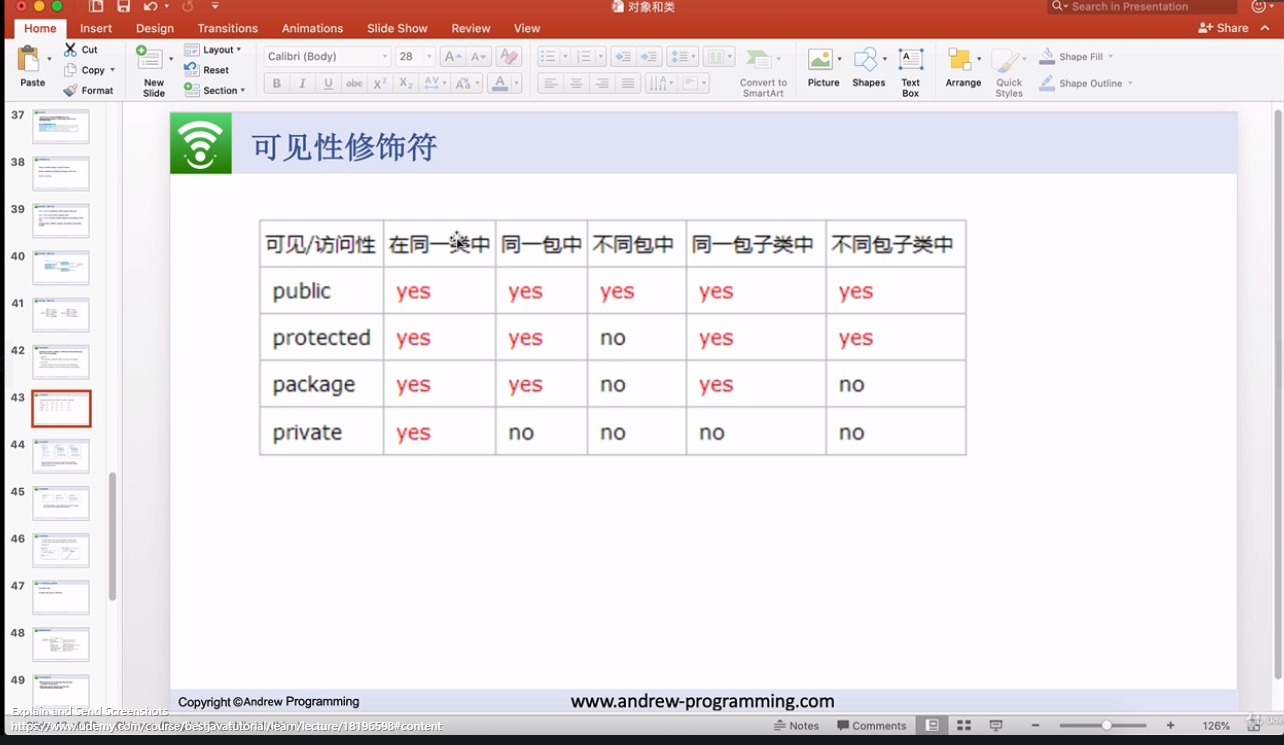 对象和类
Search in Presentation
Home Insert Design Transitions Animations Slide Show Review View Share
Paste Cut Copy Format New Slide Layout Reset Section Calibri (Body) 28 Convert to SmartArt Picture Shapes Text Box Arrange Quick Styles Shape Fill Shape Outline
B I U abc X² X₂ A
37
38
39
40
41
42
43
44
45
46
47
48
49
可见性修饰符
可见/访问性 在同一类中 同一包中 不同包中 同一包子类中 不同包子类中
public yes yes yes yes yes
protected yes yes no yes yes
package yes yes no yes no
private yes no no no no
Copyright ©Andrew Programming www.andrew-programming.com
Explain and Send Screenshots
https://www.udemy.com/course/bestjavatutorial/learn/lecture/18196598#content
Notes Comments 126%